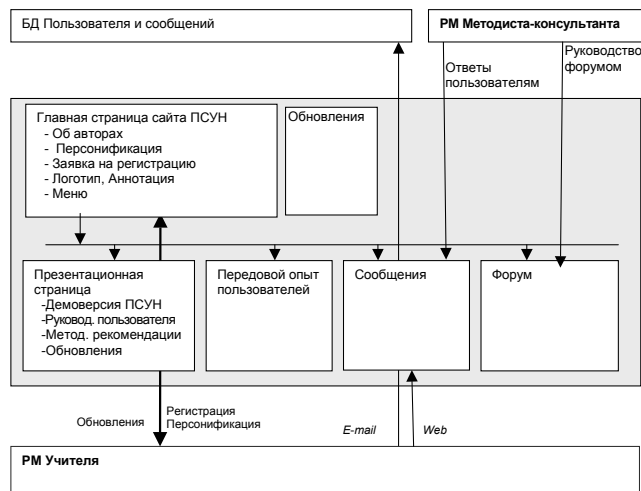 БД Пользователя и сообщений
РМ Методиста-консультанта
Ответы
пользователям
Руководство
форумом
Главная страница сайта ПСУН
- Об авторах
- Персонификация
- Заявка на регистрацию
- Логотип, Аннотация
- Меню
Обновления
Презентационная
страница
-Демоверсия ПСУН
-Руковод. пользователя
-Метод. рекомендации
-Обновления
Передовой опыт
пользователей
Сообщения
Форум
Обновления
Регистрация
Персонификация
E-mail
Web
РМ Учителя